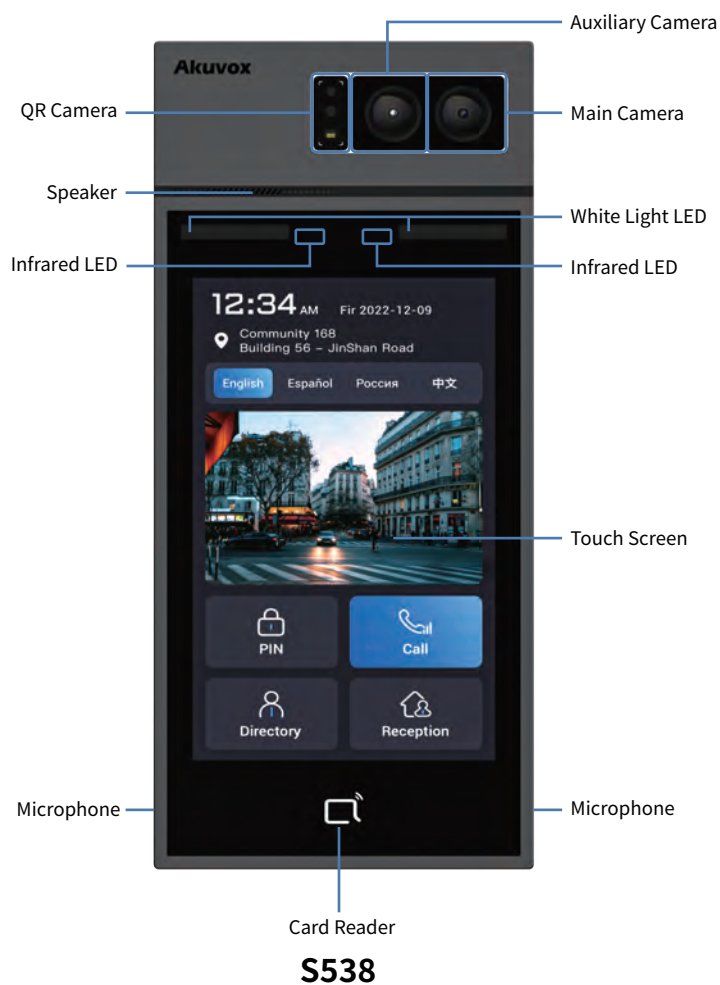 Auxiliary Camera
Akuvox
QR Camera
Main Camera
Speaker
White Light LED
Infrared LED
Infrared LED
12:34 AM Fir 2022-12-09
Community 168
Building 56 – JinShan Road
English Español Россия 中文
Touch Screen
PIN
Call
Directory
Reception
Microphone
Microphone
Card Reader
S538